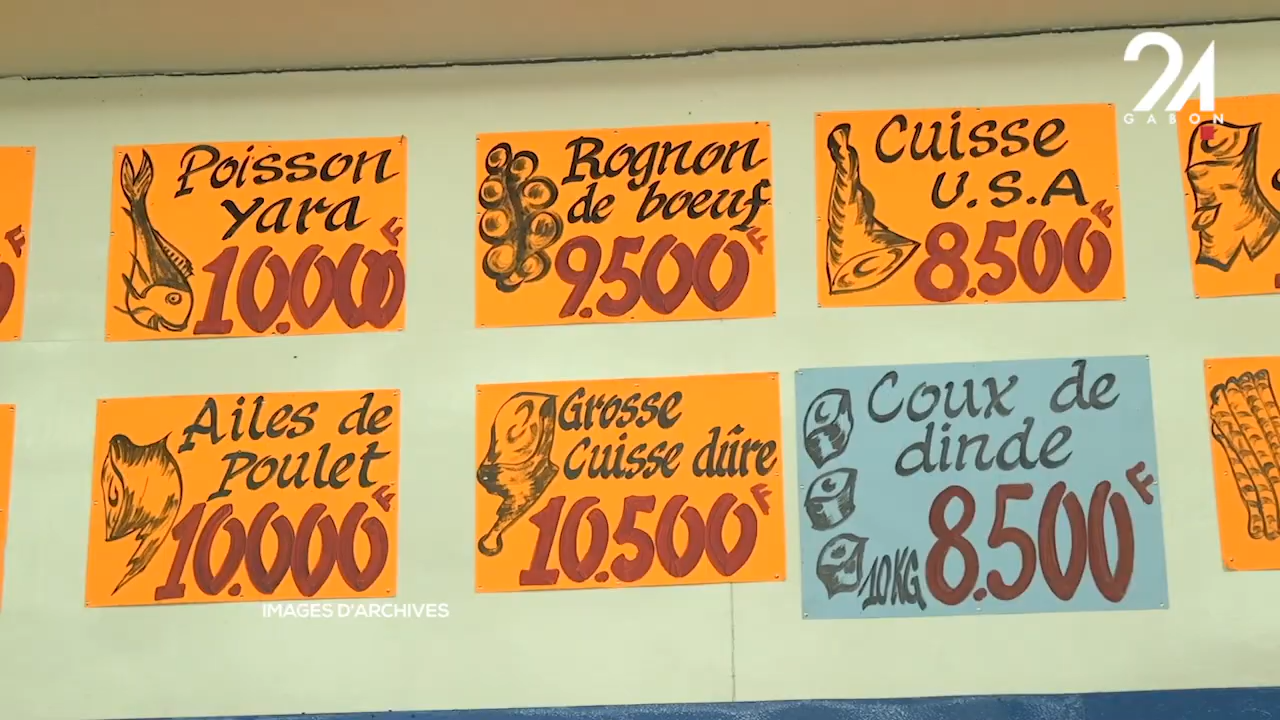 24
GABON
F
Poisson
yara
10.000 F
Rognon
de boeuf
9.500 F
Cuisse
U.S.A
8.500 F
Ailes de
Poulet
10.000 F
Grosse
Cuisse dûre
10.500 F
Coux de
dinde
10KG 8.500 F
IMAGES D'ARCHIVES